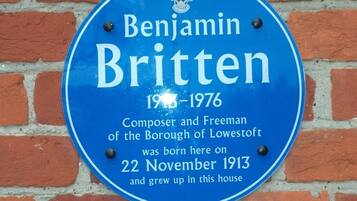 Benjamin
Britten
1913–1976
Composer and Freeman
of the Borough of Lowestoft
was born here on
22 November 1913
and grew up in this house